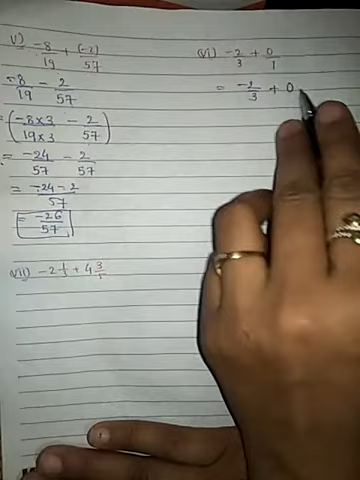 v) -8/19 + (-2)/57
-8/19 - 2/57
= (-8×3/19×3 - 2/57)
= -24/57 - 2/57
= -24-2/57
= -26/57
(vi) -2/3 + 0/1
= -2/3 + 0
(vii) -2 1/ + 4 3/